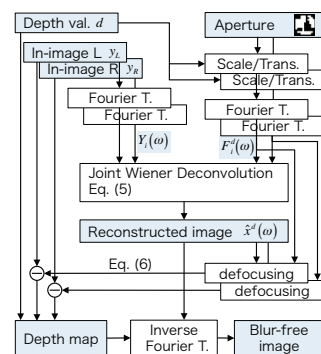 Depth val. d
Aperture
In-image L y_L
In-image R y_R
Scale/Trans.
Scale/Trans.
Fourier T.
Fourier T.
Fourier T.
Fourier T.
Y_i(ω)
F_i^d(ω)
Joint Wiener Deconvolution
Eq. (5)
Reconstructed image x̂^d(ω)
Eq. (6)
defocusing
defocusing
Depth map
Inverse
Fourier T.
Blur-free
image